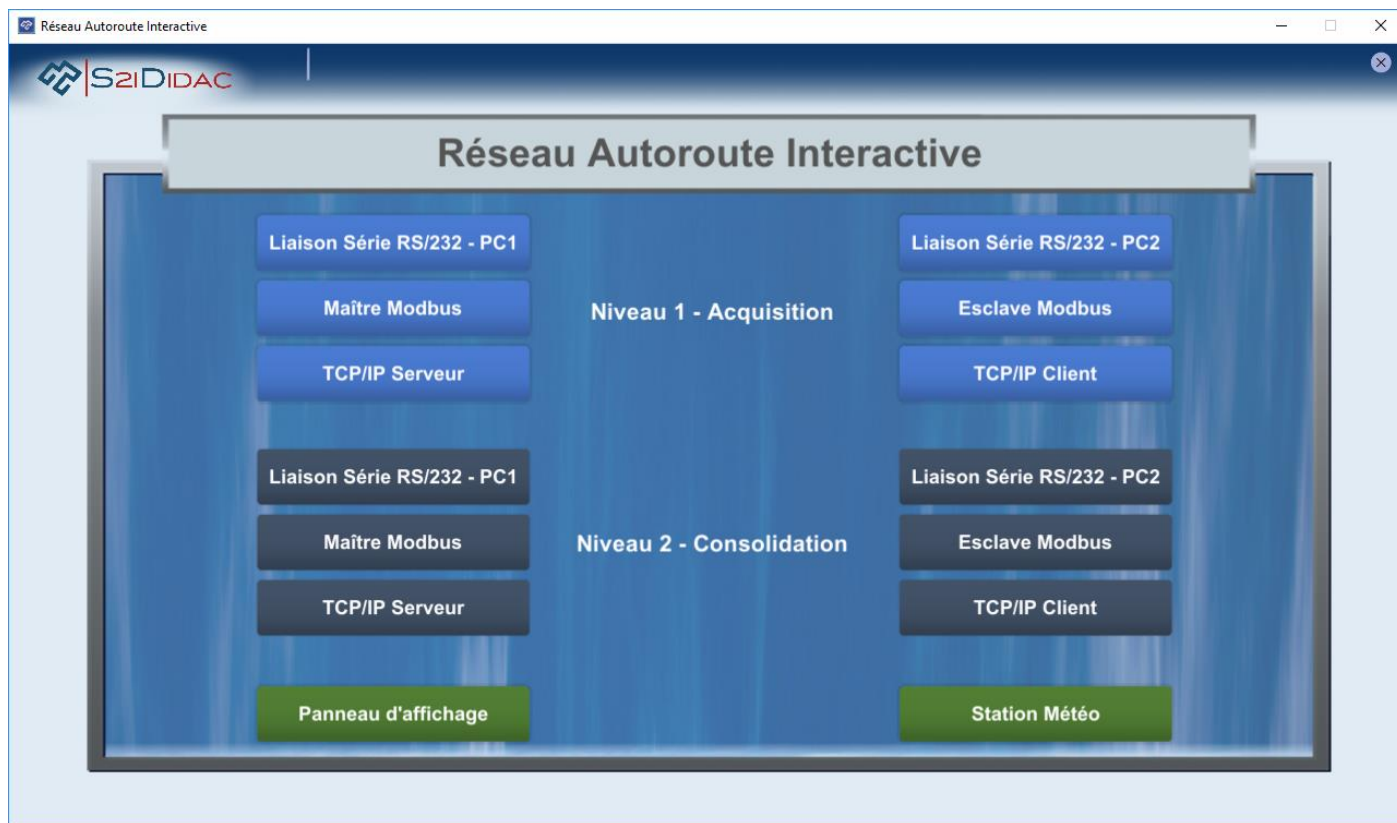 Réseau Autoroute Interactive
S2IDIDAC
Réseau Autoroute Interactive
Liaison Série RS/232 - PC1
Liaison Série RS/232 - PC2
Maître Modbus
Niveau 1 - Acquisition
Esclave Modbus
TCP/IP Serveur
TCP/IP Client
Liaison Série RS/232 - PC1
Liaison Série RS/232 - PC2
Maître Modbus
Niveau 2 - Consolidation
Esclave Modbus
TCP/IP Serveur
TCP/IP Client
Panneau d'affichage
Station Météo